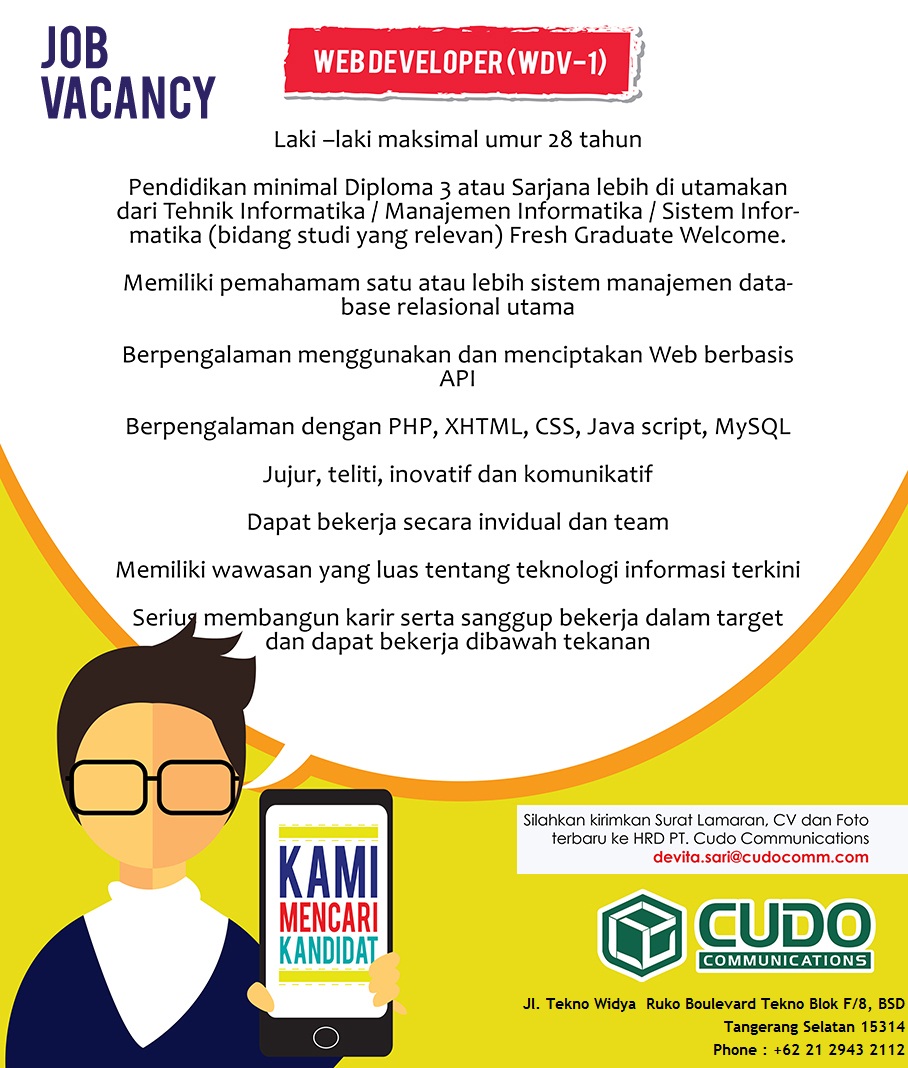 JOB
VACANCY
WEB DEVELOPER (WDV-1)
Laki –laki maksimal umur 28 tahun
Pendidikan minimal Diploma 3 atau Sarjana lebih di utamakan
dari Tehnik Informatika / Manajemen Informatika / Sistem Infor-
matika (bidang studi yang relevan) Fresh Graduate Welcome.
Memiliki pemahamam satu atau lebih sistem manajemen data-
base relasional utama
Berpengalaman menggunakan dan menciptakan Web berbasis
API
Berpengalaman dengan PHP, XHTML, CSS, Java script, MySQL
Jujur, teliti, inovatif dan komunikatif
Dapat bekerja secara invidual dan team
Memiliki wawasan yang luas tentang teknologi informasi terkini
Serius membangun karir serta sanggup bekerja dalam target
dan dapat bekerja dibawah tekanan
KAMI
MENCARI
KANDIDAT
Silahkan kirimkan Surat Lamaran, CV dan Foto
terbaru ke HRD PT. Cudo Communications
devita.sari@cudocomm.com
CUDO
COMMUNICATIONS
Jl. Tekno Widya Ruko Boulevard Tekno Blok F/8, BSD
Tangerang Selatan 15314
Phone : +62 21 2943 2112